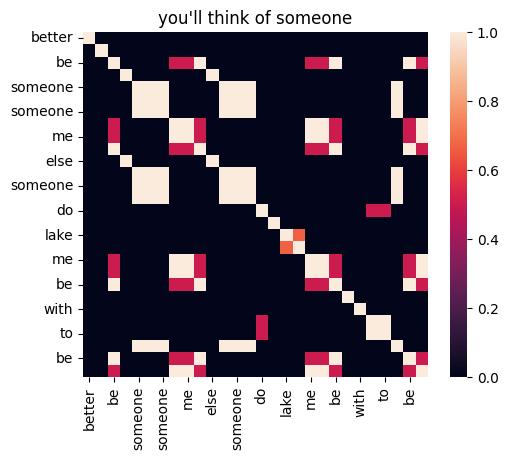 you'll think of someone
better
be
someone
someone
me
else
someone
do
lake
me
be
with
to
be
1.0
0.8
0.6
0.4
0.2
0.0
better
be
someone
someone
me
else
someone
do
lake
me
be
with
to
be